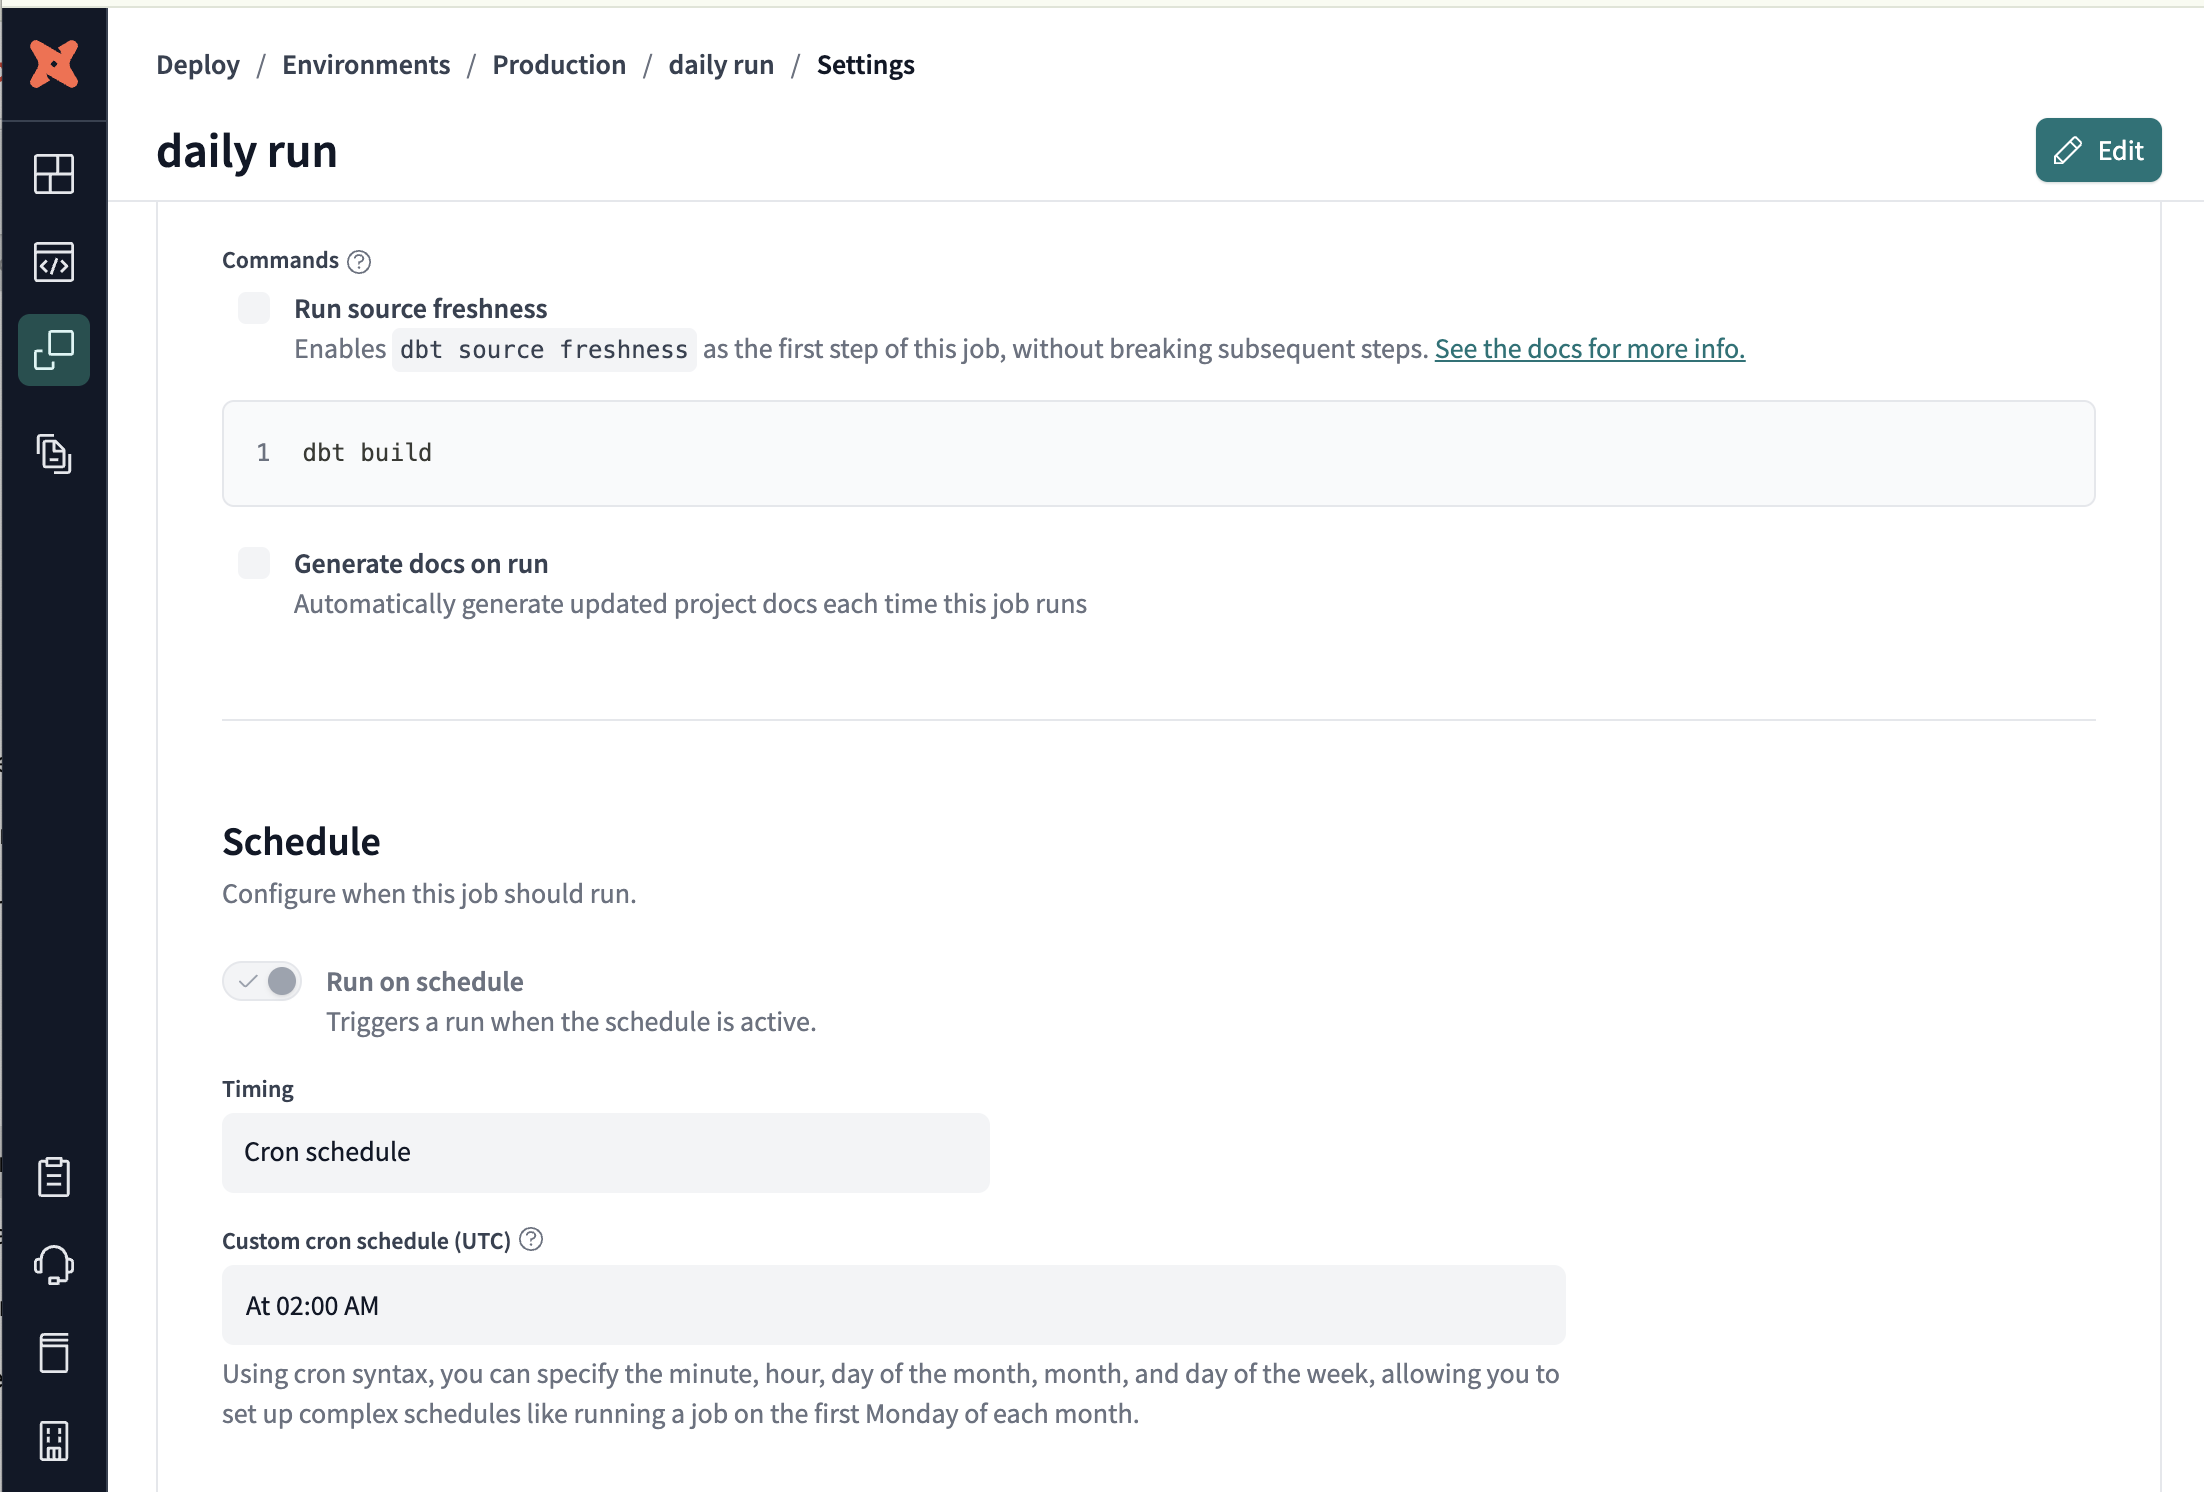 Deploy / Environments / Production / daily run / Settings
daily run
Edit
Commands ?
Run source freshness
Enables dbt source freshness as the first step of this job, without breaking subsequent steps. See the docs for more info.
1 dbt build
Generate docs on run
Automatically generate updated project docs each time this job runs
Schedule
Configure when this job should run.
Run on schedule
Triggers a run when the schedule is active.
Timing
Cron schedule
Custom cron schedule (UTC) ?
At 02:00 AM
Using cron syntax, you can specify the minute, hour, day of the month, month, and day of the week, allowing you to
set up complex schedules like running a job on the first Monday of each month.